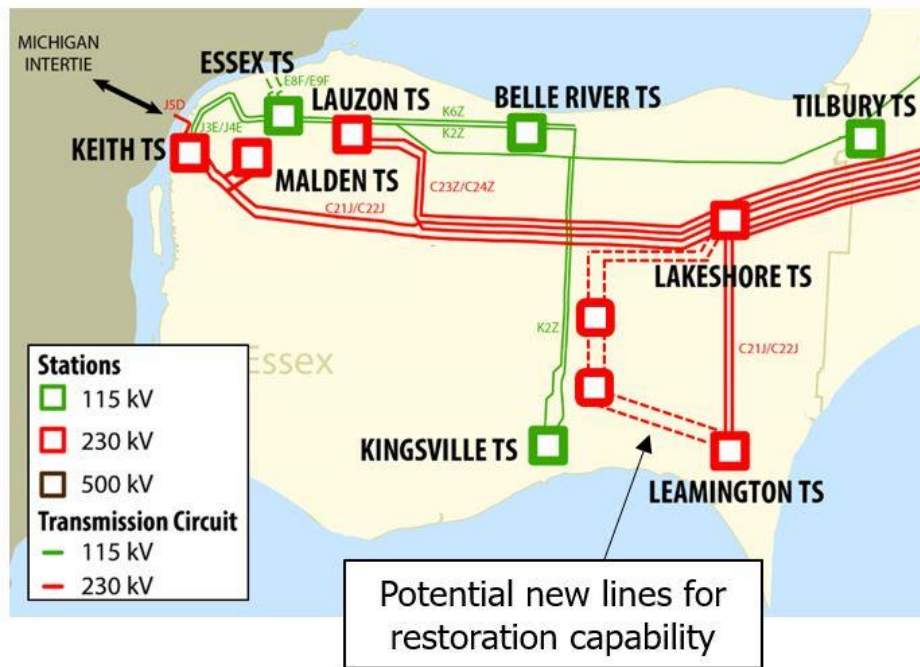 MICHIGAN
INTERTIE
ESSEX TS
E8F/E9F
LAUZON TS
BELLE RIVER TS
TILBURY TS
J5D
J3E/J4E
K6Z
K2Z
KEITH TS
MALDEN TS
C23Z/C24Z
C21J/C22J
LAKESHORE TS
K2Z
C21J/C22J
Essex
Stations
115 kV
230 kV
500 kV
Transmission Circuit
115 kV
230 kV
KINGSVILLE TS
LEAMINGTON TS
Potential new lines for
restoration capability